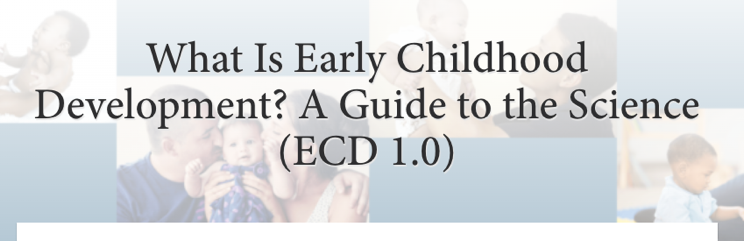 What Is Early Childhood
Development? A Guide to the Science
(ECD 1.0)